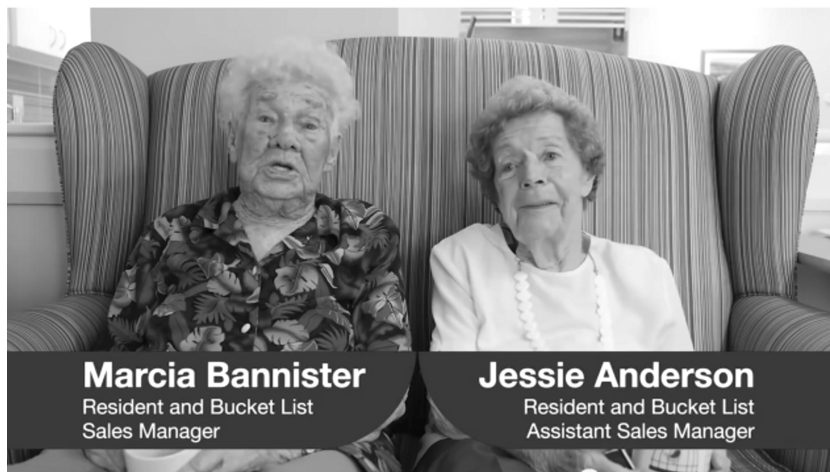 Marcia Bannister
Resident and Bucket List
Sales Manager
Jessie Anderson
Resident and Bucket List
Assistant Sales Manager